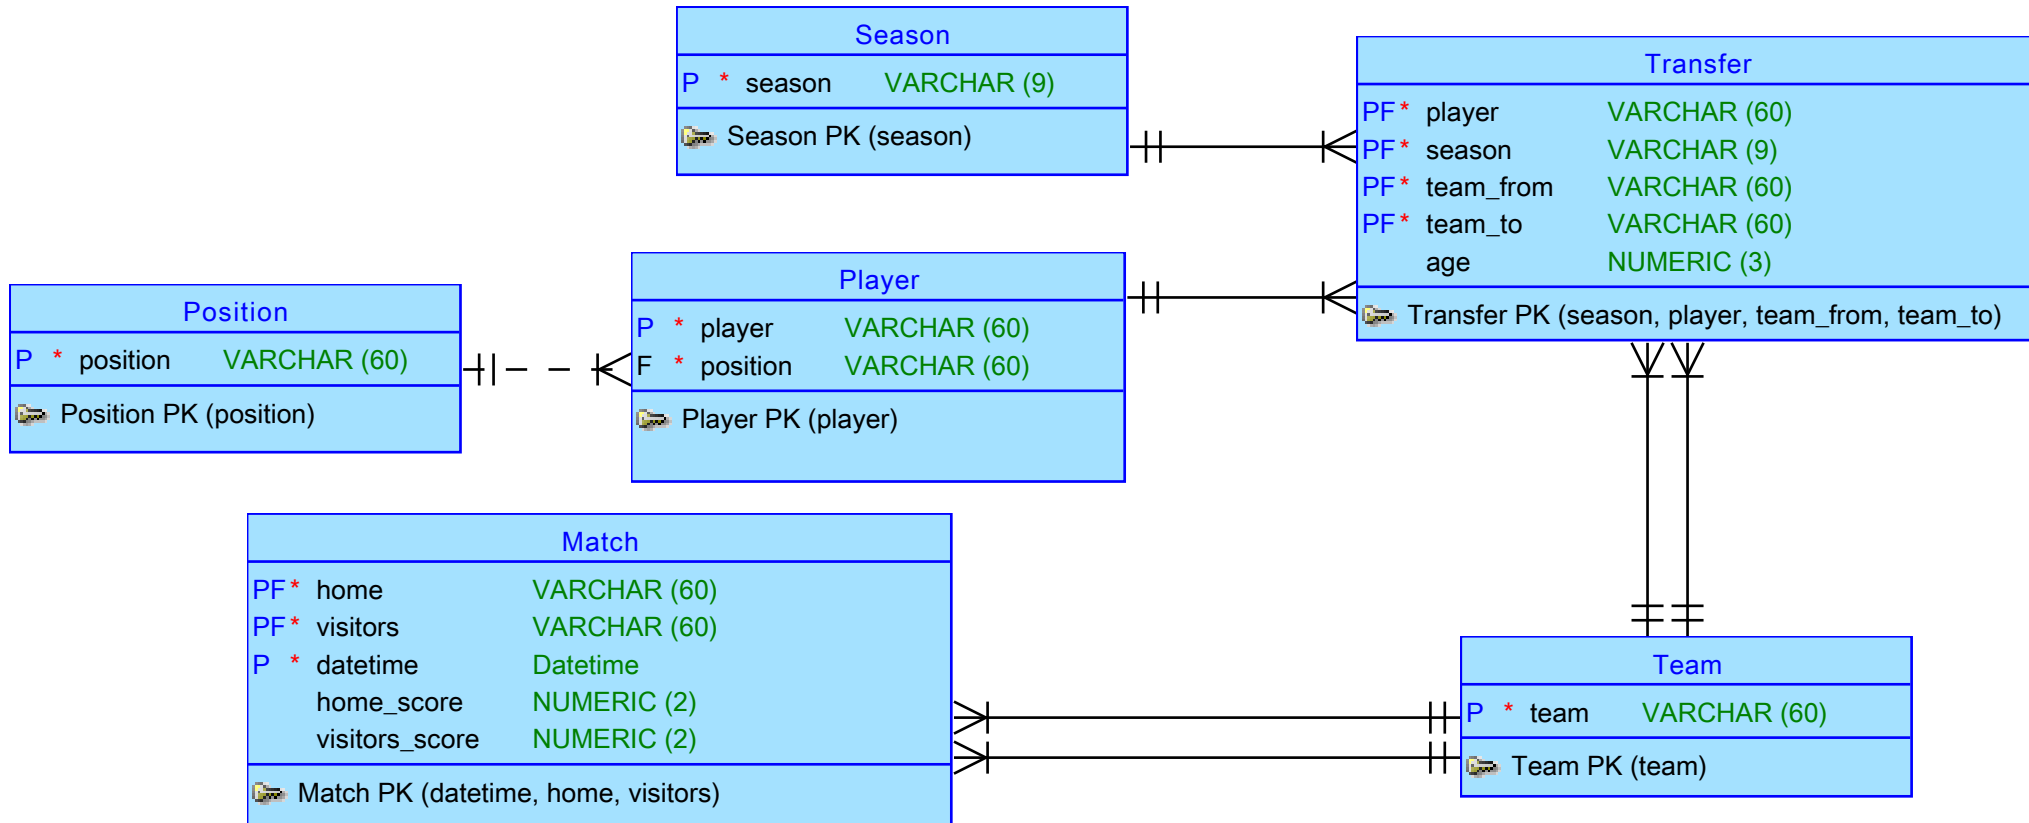 Season
P * season VARCHAR (9)
Season PK (season)
Transfer
PF * player VARCHAR (60)
PF * season VARCHAR (9)
PF * team_from VARCHAR (60)
PF * team_to VARCHAR (60)
age NUMERIC (3)
Transfer PK (season, player, team_from, team_to)
Position
P * position VARCHAR (60)
Position PK (position)
Player
P * player VARCHAR (60)
F * position VARCHAR (60)
Player PK (player)
Match
PF * home VARCHAR (60)
PF * visitors VARCHAR (60)
P * datetime Datetime
home_score NUMERIC (2)
visitors_score NUMERIC (2)
Match PK (datetime, home, visitors)
Team
P * team VARCHAR (60)
Team PK (team)